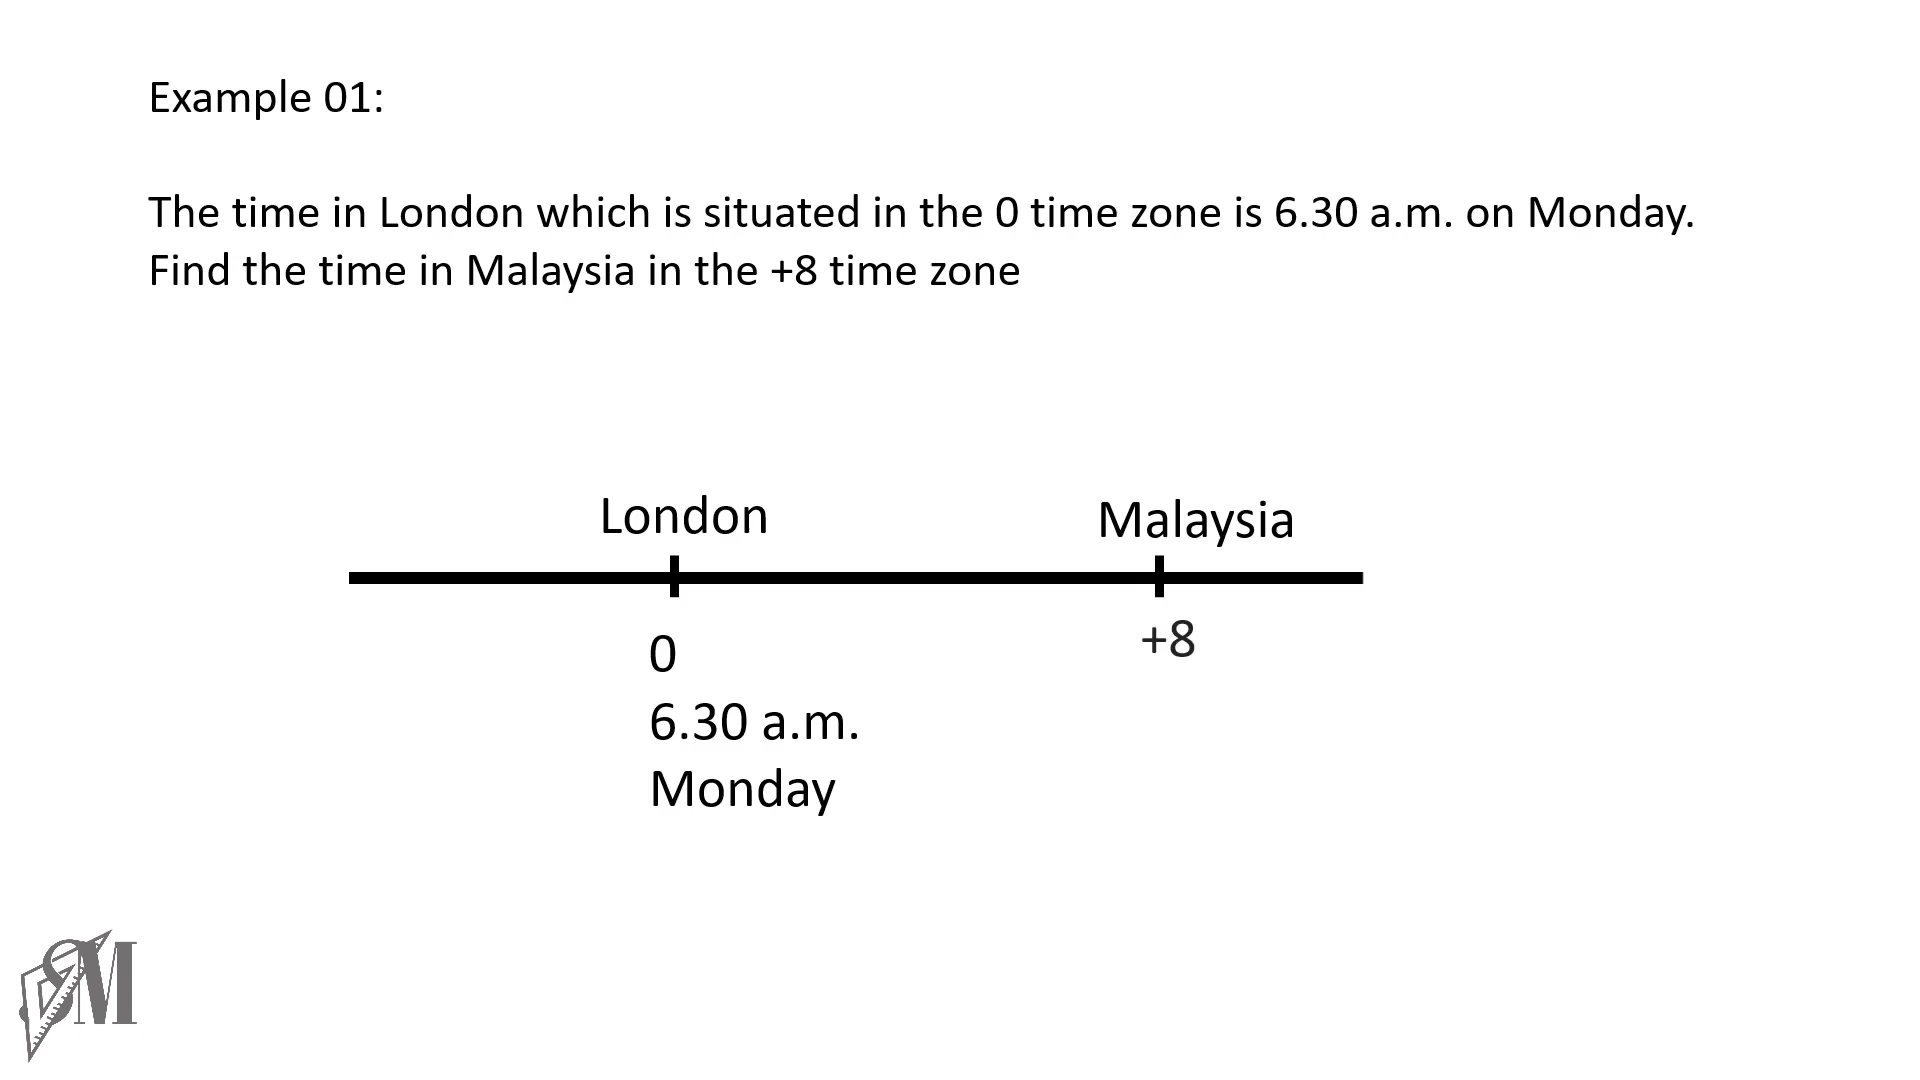 Example 01:
The time in London which is situated in the 0 time zone is 6.30 a.m. on Monday.
Find the time in Malaysia in the +8 time zone
London
Malaysia
0
+8
6.30 a.m.
Monday
SM